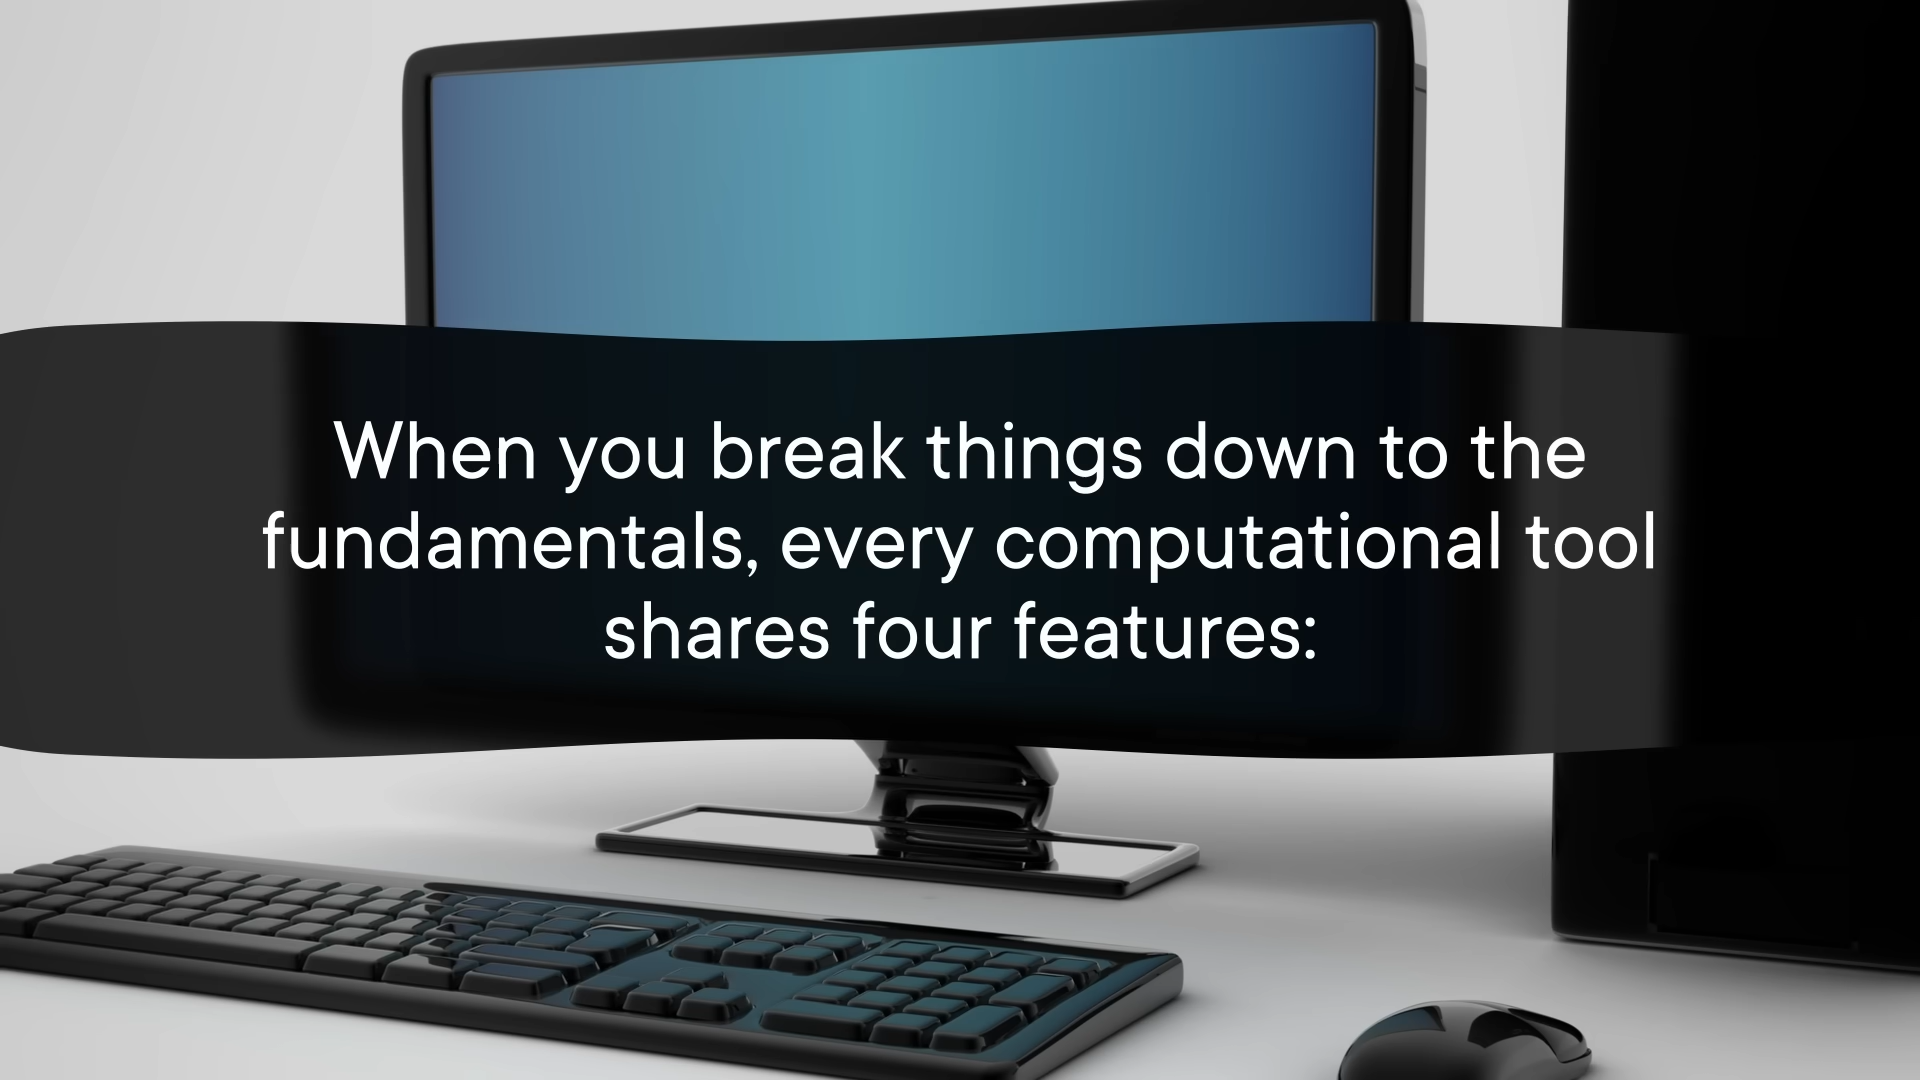 When you break things down to the
fundamentals, every computational tool
shares four features: